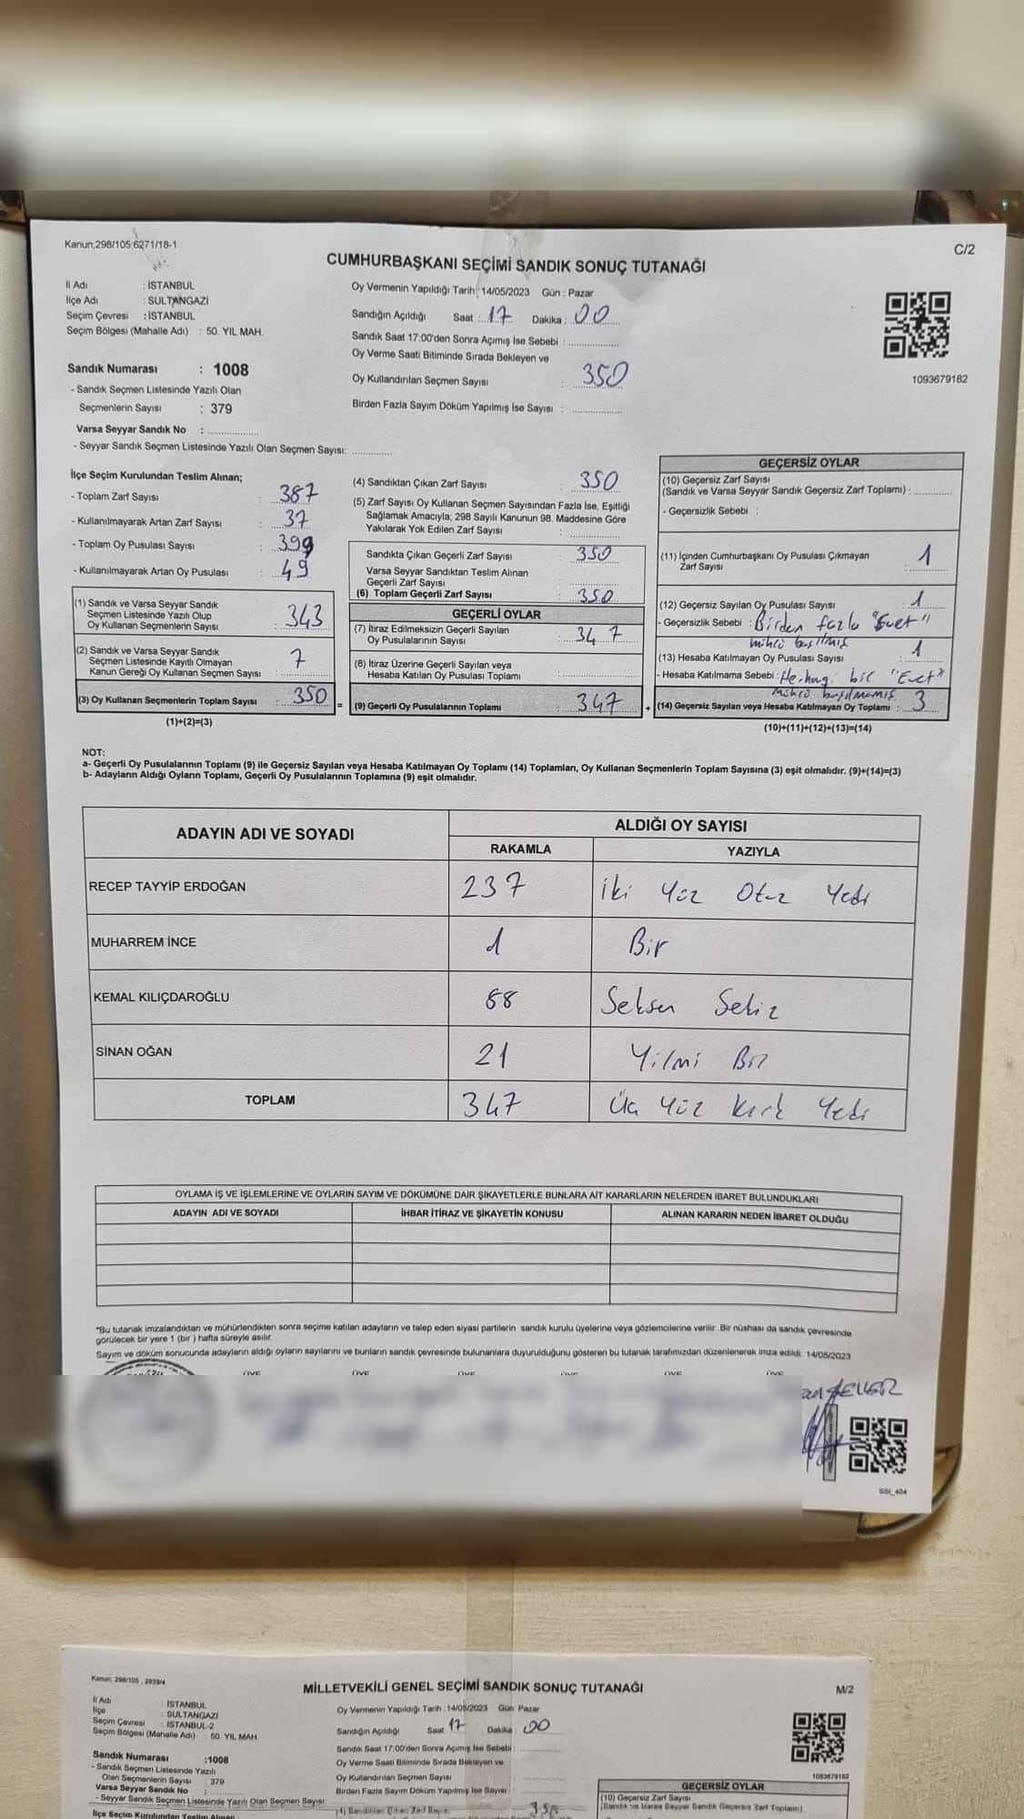 Kanun;298/105;6271/18-1
C/2
CUMHURBAŞKANI SEÇİMİ SANDIK SONUÇ TUTANAĞI
İl Adı : İSTANBUL
İlçe Adı : SULTANGAZİ
Seçim Çevresi : İSTANBUL
Seçim Bölgesi (Mahalle Adı) : 50. YIL MAH.
Sandık Numarası : 1008
- Sandık Seçmen Listesinde Yazılı Olan
Seçmenlerin Sayısı : 379
Varsa Seyyar Sandık No :
- Seyyar Sandık Seçmen Listesinde Yazılı Olan Seçmen Sayısı:
Oy Vermenin Yapıldığı Tarih: 14/05/2023 Gün : Pazar
Sandığın Açıldığı Saat : 17 Dakika : 00
Sandık Saat 17:00'den Sonra Açımış İse Sebebi :
Oy Verme Saati Bitiminde Sırada Bekleyen ve
Oy Kullandırılan Seçmen Sayısı : 350
Birden Fazla Sayım Döküm Yapılmış İse Sayısı :
1093679182
İlçe Seçim Kurulundan Teslim Alınan;
- Toplam Zarf Sayısı : 387
- Kullanılmayarak Artan Zarf Sayısı : 37
- Toplam Oy Pusulası Sayısı : 399
- Kullanılmayarak Artan Oy Pusulası : 49
(1) Sandık ve Varsa Seyyar Sandık
Seçmen Listesinde Yazılı Olup
Oy Kullanan Seçmenlerin Sayısı 343
(2) Sandık ve Varsa Seyyar Sandık
Seçmen Listesinde Kayıtlı Olmayan
Kanun Gereği Oy Kullanan Seçmen Sayısı 7
(3) Oy Kullanan Seçmenlerin Toplam Sayısı 350 =
(1)+(2)=(3)
(4) Sandıktan Çıkan Zarf Sayısı : 350
(5) Zarf Sayısı Oy Kullanan Seçmen Sayısından Fazla İse, Eşitliği
Sağlamak Amacıyla; 298 Sayılı Kanunun 98. Maddesine Göre
Yakılarak Yok Edilen Zarf Sayısı :
Sandıkta Çıkan Geçerli Zarf Sayısı : 350
Varsa Seyyar Sandıktan Teslim Alınan
Geçerli Zarf Sayısı :
(6) Toplam Geçerli Zarf Sayısı : 350
GEÇERLİ OYLAR
(7) İtiraz Edilmeksizin Geçerli Sayılan
Oy Pusulalarının Sayısı : 347
(8) İtiraz Üzerine Geçerli Sayılan veya
Hesaba Katılan Oy Pusulası Toplamı :
(9) Geçerli Oy Pusulalarının Toplamı : 347 +
GEÇERSİZ OYLAR
(10) Geçersiz Zarf Sayısı
(Sandık ve Varsa Seyyar Sandık Geçersiz Zarf Toplamı) :
- Geçersizlik Sebebi :
(11) İçinden Cumhurbaşkanı Oy Pusulası Çıkmayan
Zarf Sayısı : 1
(12) Geçersiz Sayılan Oy Pusulası Sayısı : 1
- Geçersizlik Sebebi : Birden fazla "Evet"
mührü basılmış
(13) Hesaba Katılmayan Oy Pusulası Sayısı : 1
- Hesaba Katılmama Sebebi : Herhangi bir "Evet"
mührü basılmamış
(14) Geçersiz Sayılan veya Hesaba Katılmayan Oy Toplamı : 3
(10)+(11)+(12)+(13)=(14)
NOT:
a- Geçerli Oy Pusulalarının Toplamı (9) ile Geçersiz Sayılan veya Hesaba Katılmayan Oy Toplamı (14) Toplamları, Oy Kullanan Seçmenlerin Toplam Sayısına (3) eşit olmalıdır. (9)+(14)=(3)
b- Adayların Aldığı Oyların Toplamı, Geçerli Oy Pusulalarının Toplamına (9) eşit olmalıdır.
ADAYIN ADI VE SOYADI
ALDIĞI OY SAYISI
RAKAMLA YAZIYLA
RECEP TAYYİP ERDOĞAN 237 İki Yüz Otuz Yedi
MUHARREM İNCE 1 Bir
KEMAL KILIÇDAROĞLU 88 Seksen Sekiz
SİNAN OĞAN 21 Yirmi Bir
TOPLAM 347 Üç Yüz Kırk Yedi
OYLAMA İŞ VE İŞLEMLERİNE VE OYLARIN SAYIM VE DÖKÜMÜNE DAİR ŞİKAYETLERLE BUNLARA AİT KARARLARIN NELERDEN İBARET BULUNDUKLARI
ADAYIN ADI VE SOYADI İHBAR İTİRAZ VE ŞİKAYETİN KONUSU ALINAN KARARIN NEDEN İBARET OLDUĞU
*Bu tutanak imzalandıktan ve mühürlendikten sonra seçime katılan adayların ve talep eden siyasi partilerin sandık kurulu üyelerine veya gözlemcilerine verilir. Bir nüshası da sandık çevresinde
görülecek bir yere 1 (bir) hafta süreyle asılır.
Sayım ve döküm sonucunda adayların aldığı oyların sayılarını ve bunların sandık çevresinde bulunanlara duyurulduğunu gösteren bu tutanak tarafımızdan düzenlenerek imza edildi. 14/05/2023
ÜYE ÜYE ÜYE ÜYE ÜYE ÜYE
Kanun: 298/105 , 2839/4
M/2
MİLLETVEKİLİ GENEL SEÇİMİ SANDIK SONUÇ TUTANAĞI
İl Adı : İSTANBUL
İlçe : SULTANGAZİ
Seçim Çevresi : İSTANBUL-2
Seçim Bölgesi (Mahalle Adı) : 50. YIL MAH.
Sandık Numarası :1008
- Sandık Seçmen Listesinde Yazılı
Olan Seçmenlerin Sayısı : 379
Varsa Seyyar Sandık No :
- Seyyar Sandık Seçmen Listesinde Yazılı Olan Seçmen Sayısı:
İlçe Seçim Kurulundan Teslim Alınan
Oy Vermenin Yapıldığı Tarih :14/05/2023 Gün: Pazar
Sandığın Açıldığı Saat 17 Dakika : 00
Sandık Saat 17:00'den Sonra Açımış İse Sebebi :
Oy Verme Saati Bitiminde Sırada Bekleyen ve
Oy Kullandırılan Seçmen Sayısı :
Birden Fazla Sayım Döküm Yapılmış İse Sayısı :
GEÇERSİZ OYLAR
(10) Geçersiz Zarf Sayısı